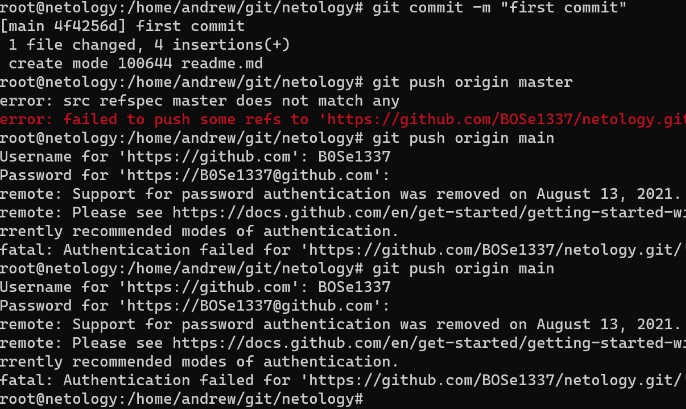 root@netology:/home/andrew/git/netology# git commit -m "first commit"
[main 4f4256d] first commit
 1 file changed, 4 insertions(+)
 create mode 100644 readme.md
root@netology:/home/andrew/git/netology# git push origin master
error: src refspec master does not match any
error: failed to push some refs to 'https://github.com/BOSe1337/netology.git
root@netology:/home/andrew/git/netology# git push origin main
Username for 'https://github.com': B0Se1337
Password for 'https://B0Se1337@github.com':
remote: Support for password authentication was removed on August 13, 2021.
remote: Please see https://docs.github.com/en/get-started/getting-started-wi
rrently recommended modes of authentication.
fatal: Authentication failed for 'https://github.com/BOSe1337/netology.git/'
root@netology:/home/andrew/git/netology# git push origin main
Username for 'https://github.com': BOSe1337
Password for 'https://BOSe1337@github.com':
remote: Support for password authentication was removed on August 13, 2021.
remote: Please see https://docs.github.com/en/get-started/getting-started-wi
rrently recommended modes of authentication.
fatal: Authentication failed for 'https://github.com/BOSe1337/netology.git/'
root@netology:/home/andrew/git/netology#